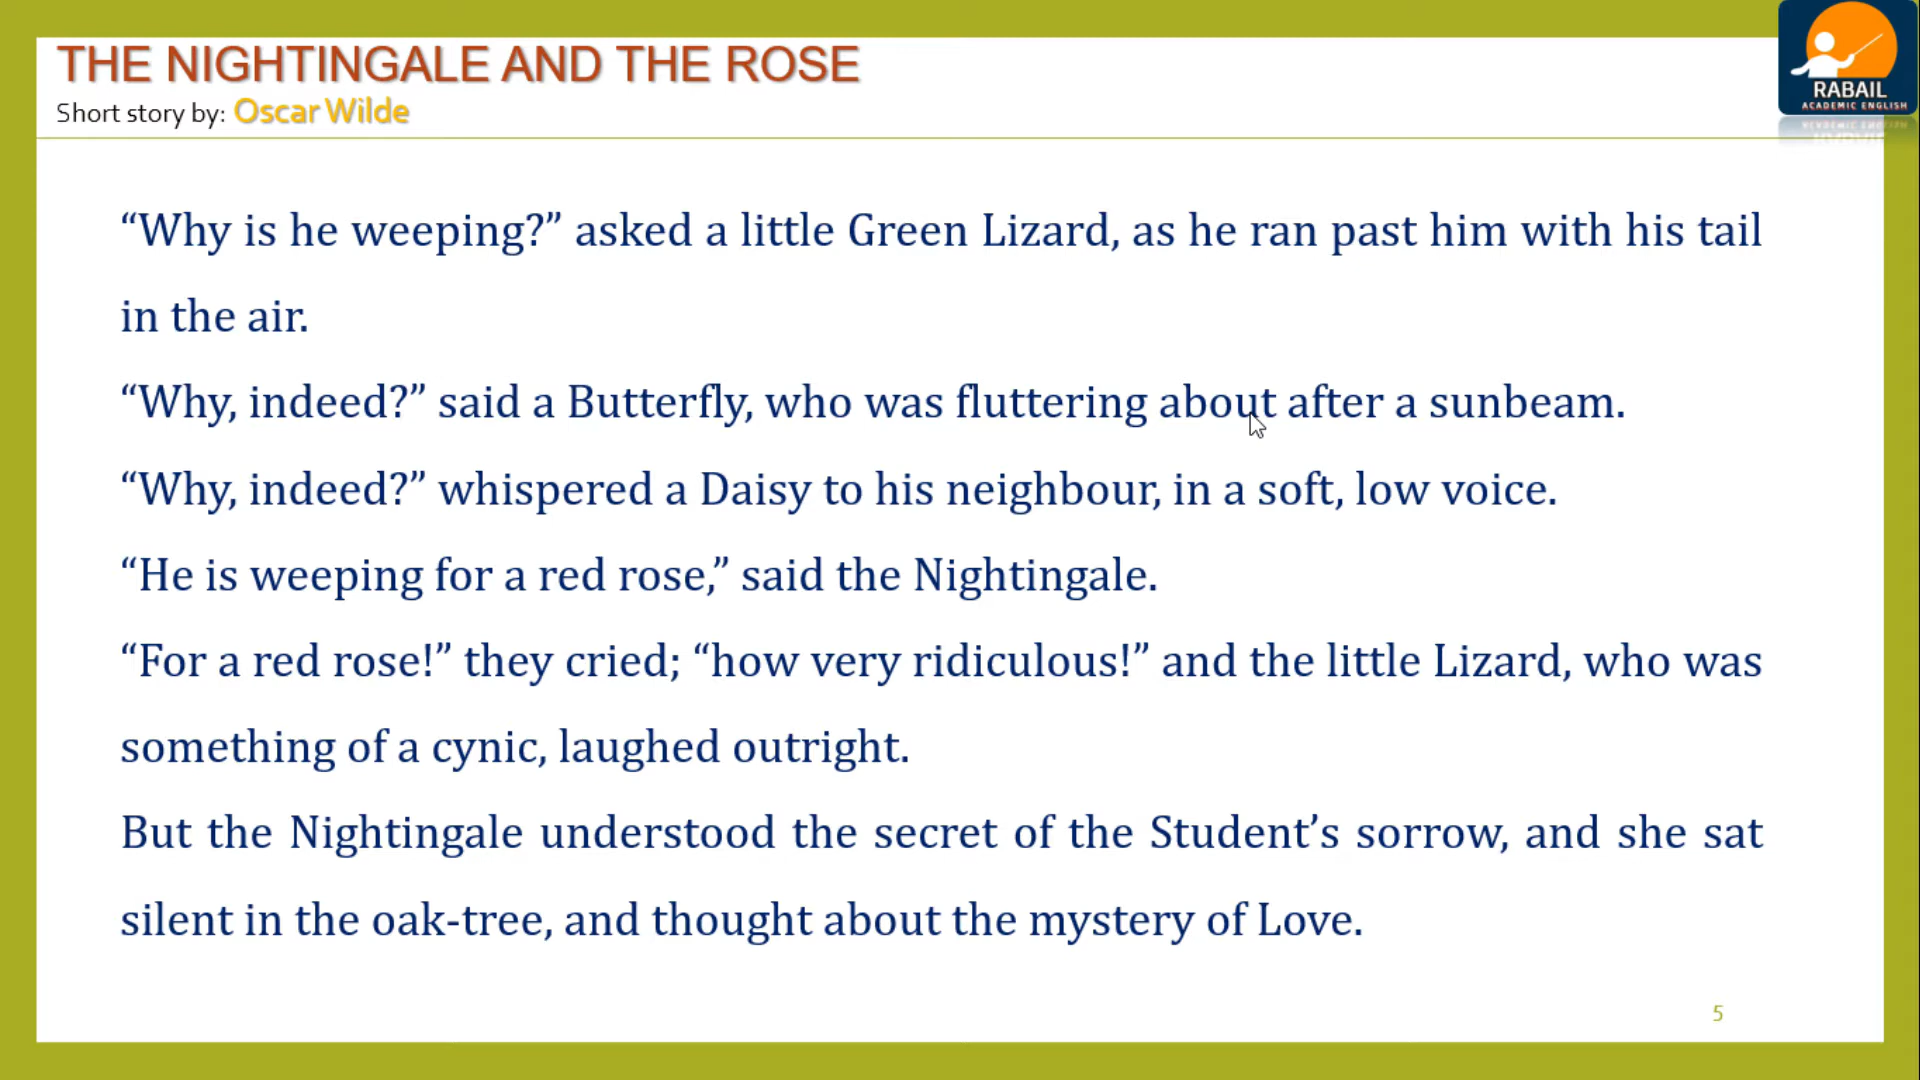 THE NIGHTINGALE AND THE ROSE
Short story by: Oscar Wilde
RABAIL
ACADEMIC ENGLISH
“Why is he weeping?” asked a little Green Lizard, as he ran past him with his tail
in the air.
“Why, indeed?” said a Butterfly, who was fluttering about after a sunbeam.
“Why, indeed?” whispered a Daisy to his neighbour, in a soft, low voice.
“He is weeping for a red rose,” said the Nightingale.
“For a red rose!” they cried; “how very ridiculous!” and the little Lizard, who was
something of a cynic, laughed outright.
But the Nightingale understood the secret of the Student’s sorrow, and she sat
silent in the oak-tree, and thought about the mystery of Love.
5